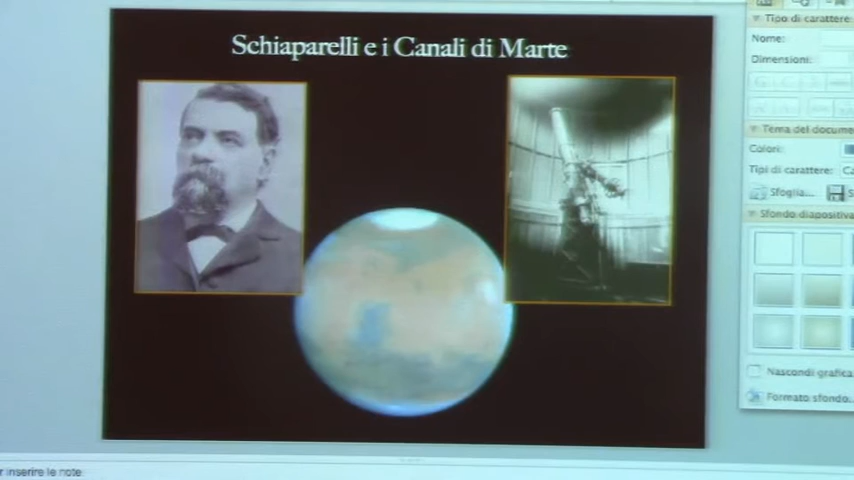 Schiaparelli e i Canali di Marte
Tipo di carattere:
Nome:
Dimensioni:
Tema del docume
Colori:
Tipi di carattere:
Sfoglia...
Sfondo diapositiva
Nascondi grafica
Formato sfondo..
r inserire le note